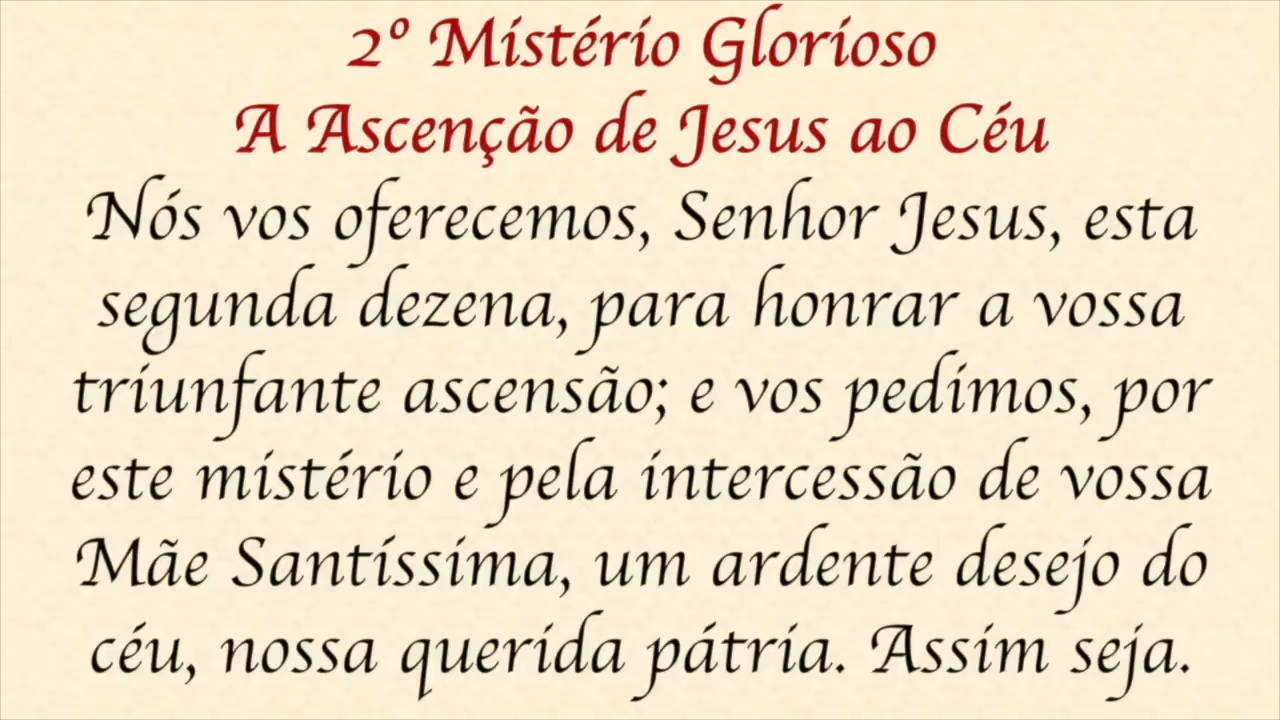 2º Mistério Glorioso
A Ascenção de Jesus ao Céu
Nós vos oferecemos, Senhor Jesus, esta
segunda dezena, para honrar a vossa
triunfante ascensão; e vos pedimos, por
este mistério e pela intercessão de vossa
Mãe Santíssima, um ardente desejo do
céu, nossa querida pátria. Assim seja.